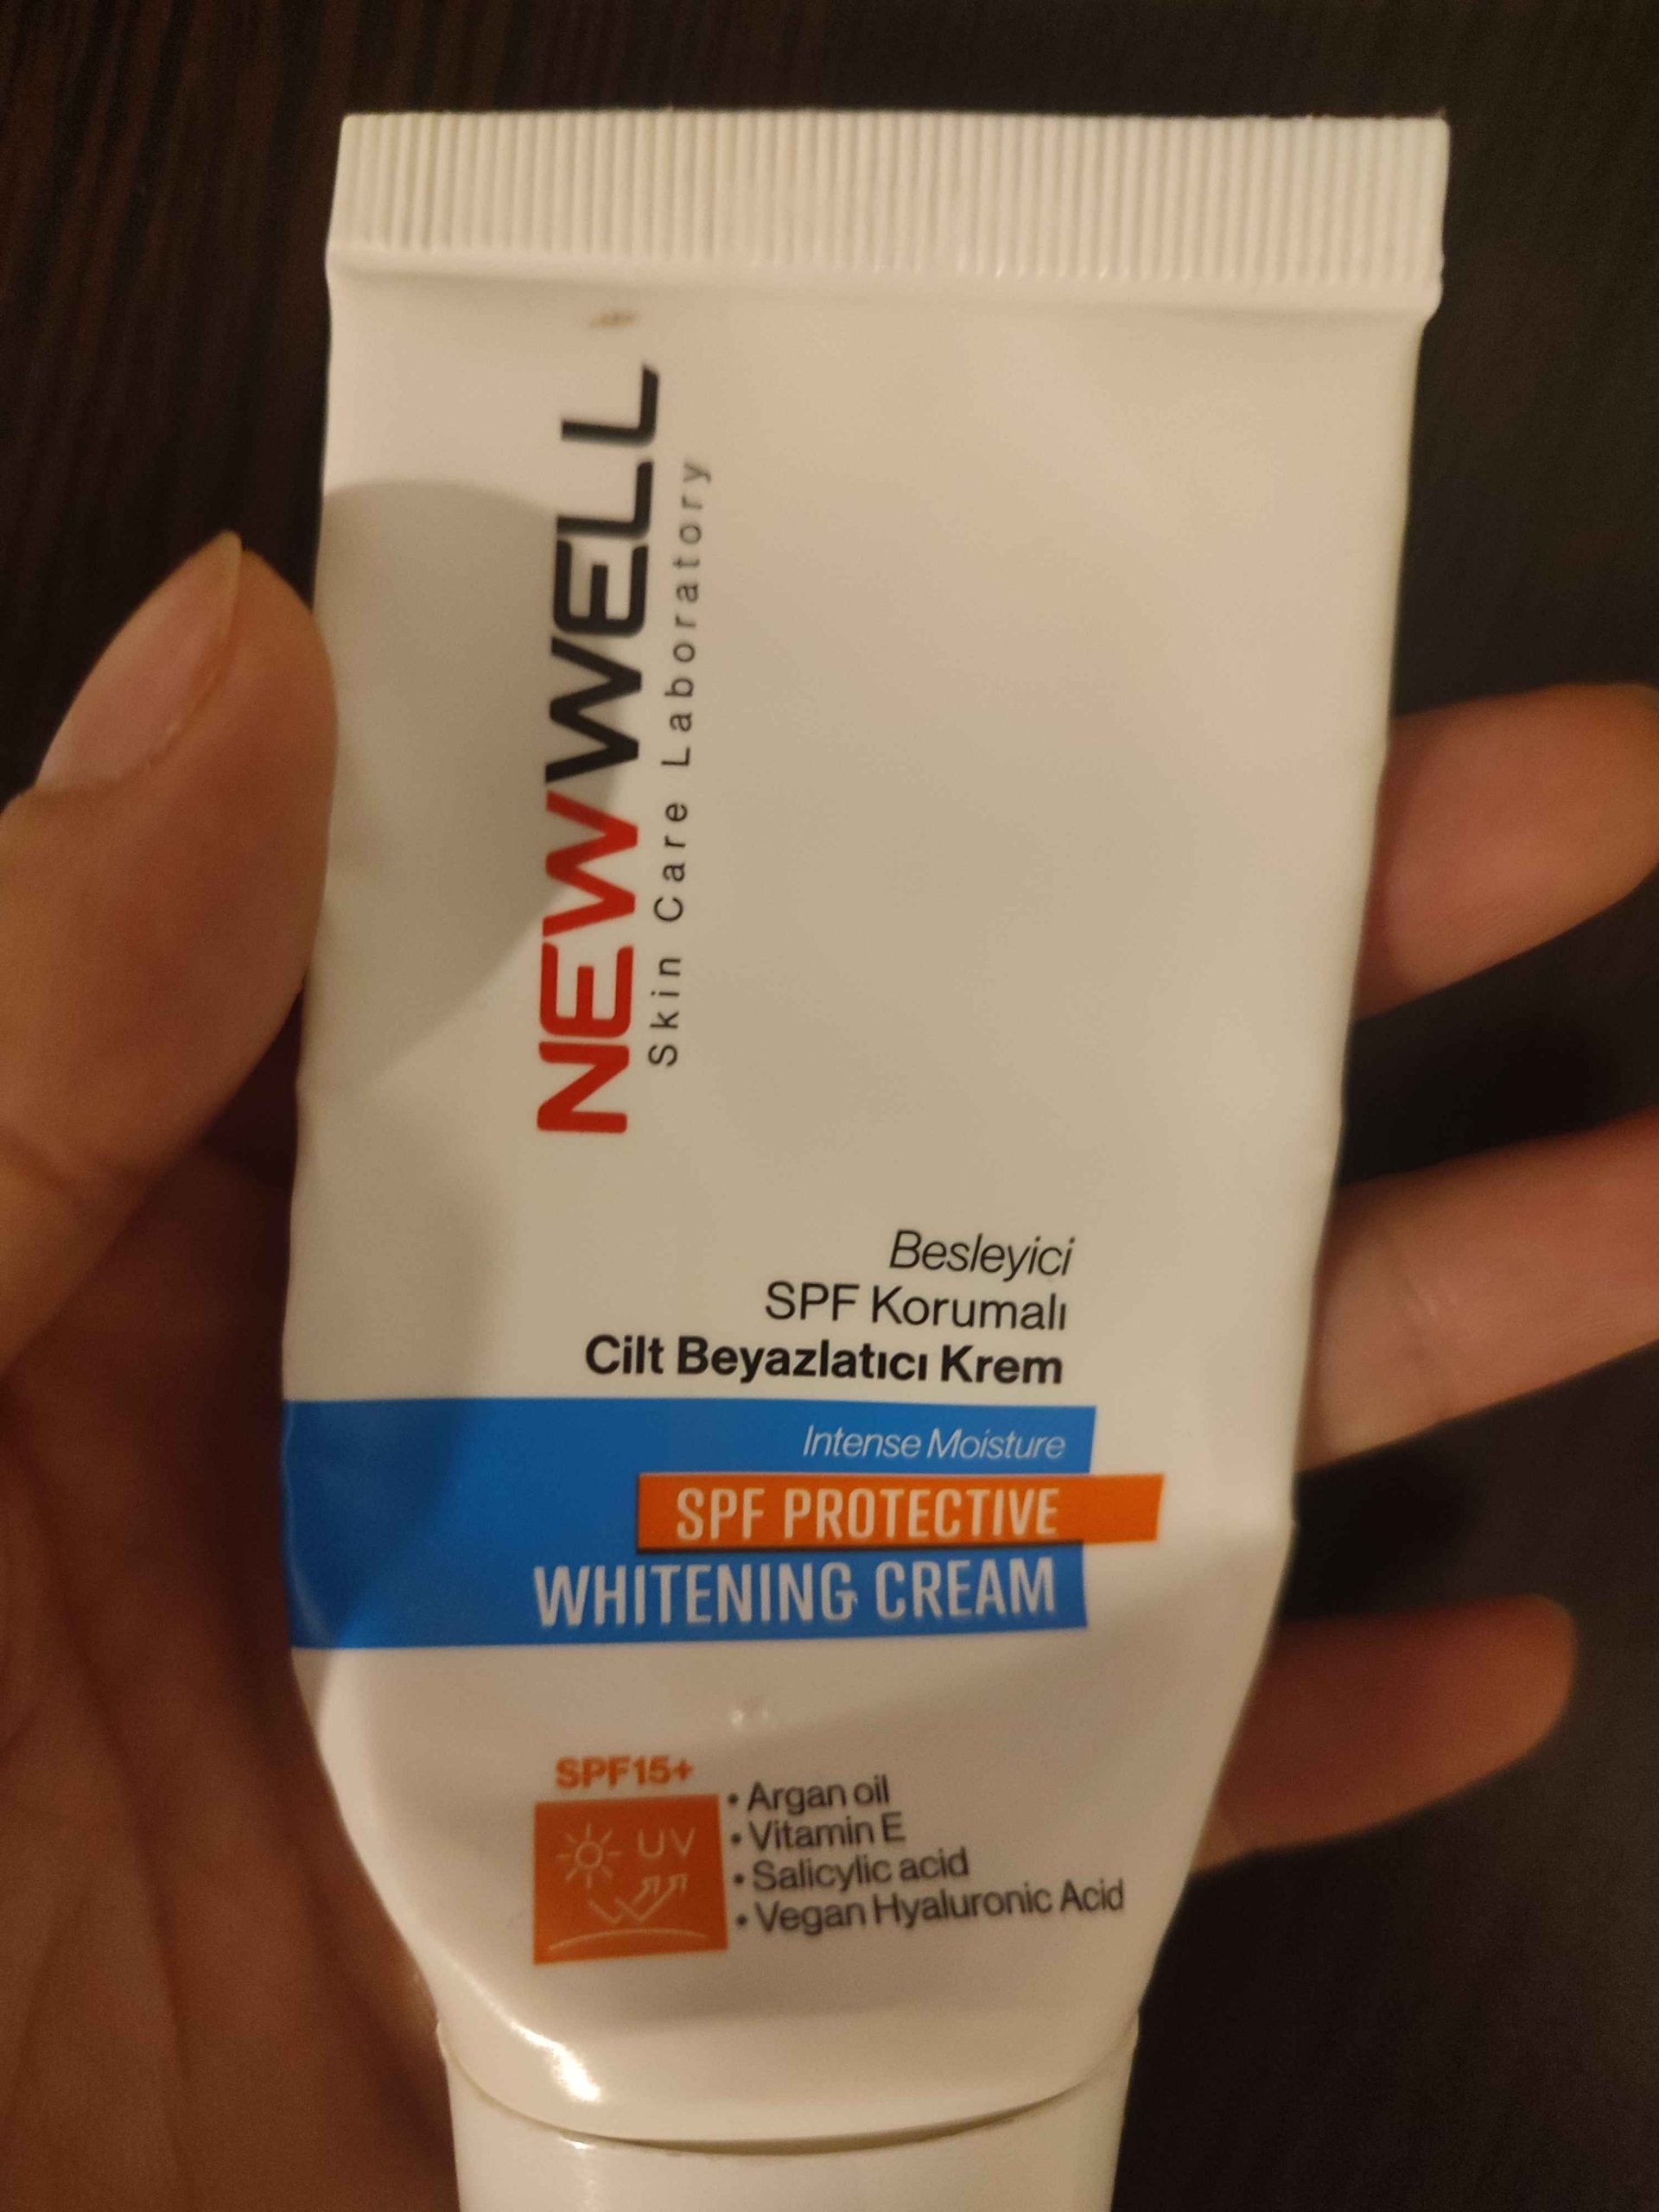 NEWWELL
Skin Care Laboratory
Besleyici
SPF Korumalı
Cilt Beyazlatıcı Krem
Intense Moisture
SPF PROTECTIVE
WHITENING CREAM
SPF15+
UV
• Argan oil
• Vitamin E
• Salicylic acid
• Vegan Hyaluronic Acid